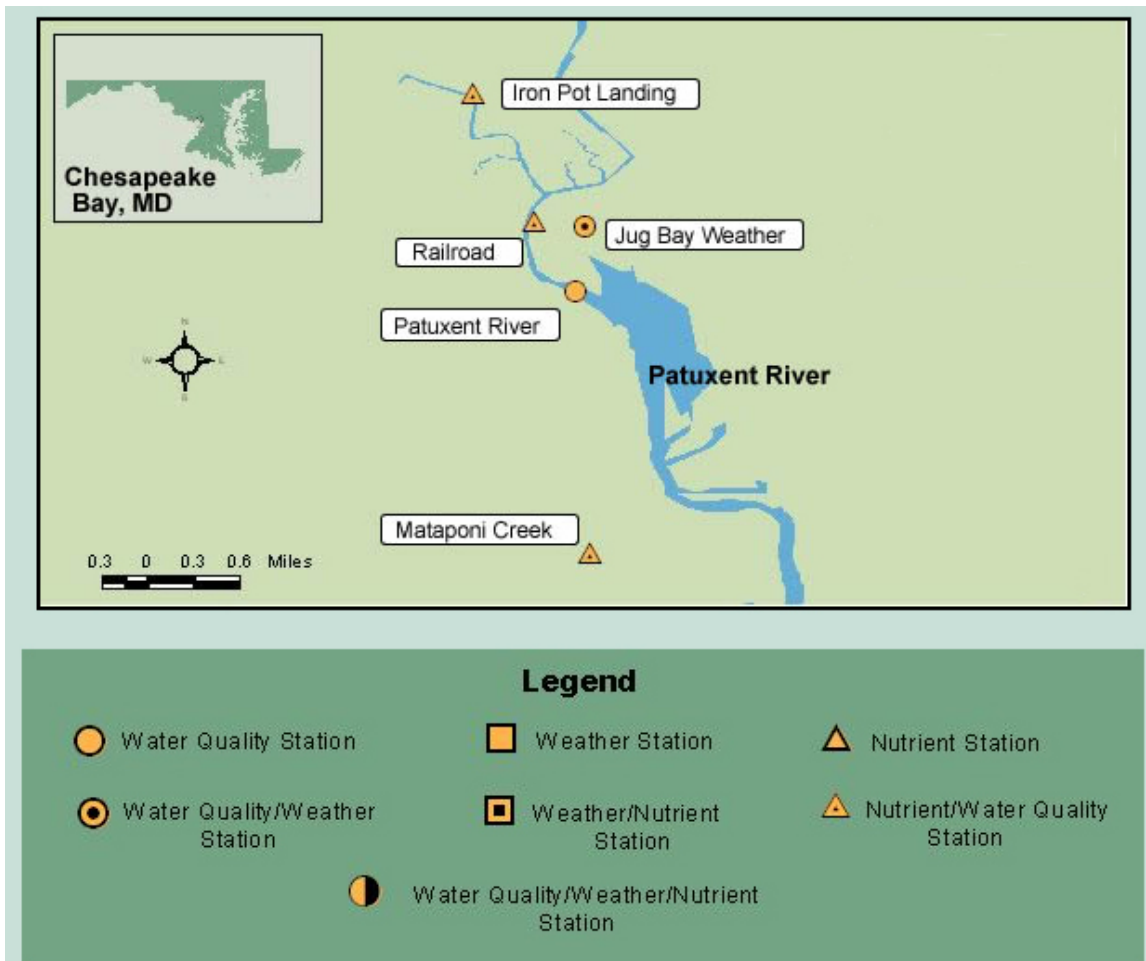 Iron Pot Landing
Chesapeake
Bay, MD
Jug Bay Weather
Railroad
Patuxent River
Patuxent River
N
W E
S
Mataponi Creek
0.3 0 0.3 0.6 Miles
Legend
Water Quality Station
Weather Station
Nutrient Station
Water Quality/Weather
Station
Weather/Nutrient
Station
Nutrient/Water Quality
Station
Water Quality/Weather/Nutrient
Station